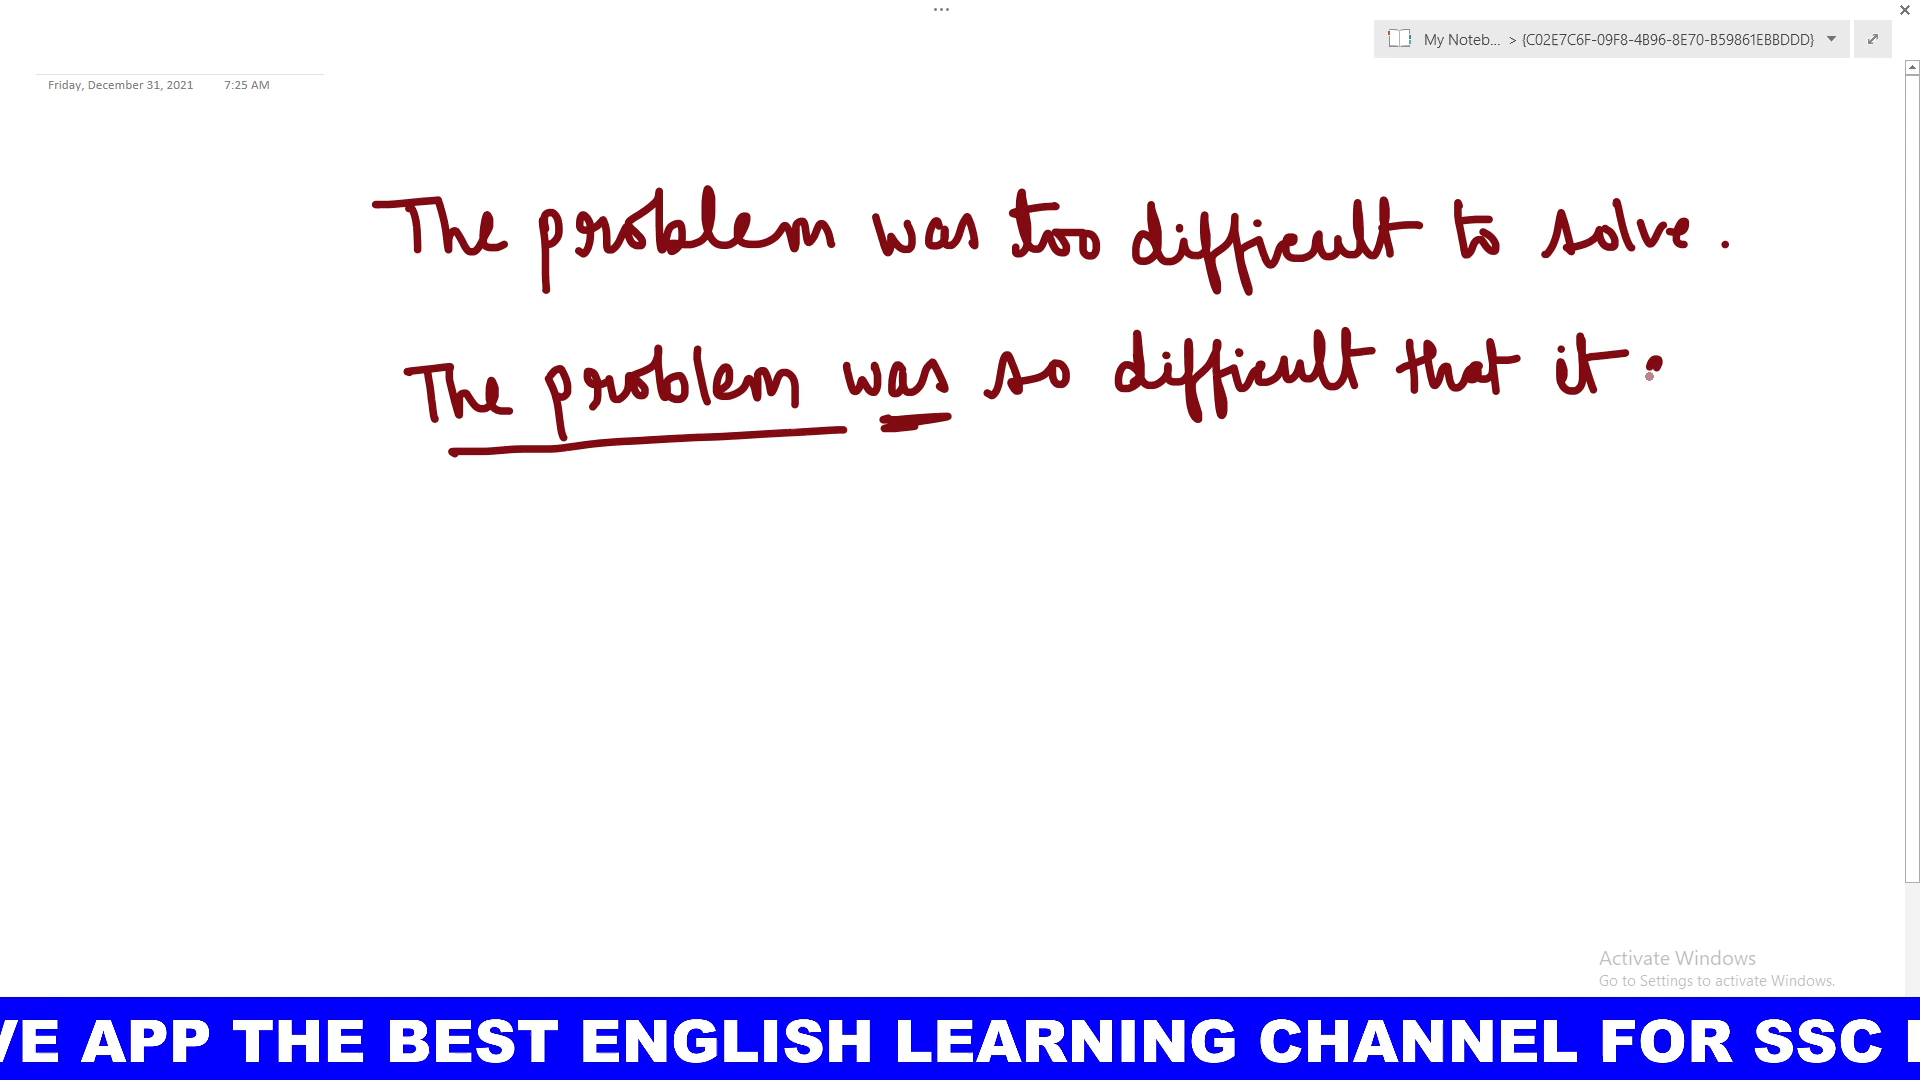 ...
My Noteb... > {C02E7C6F-09F8-4B96-8E70-B59861EBBDDD}
Friday, December 31, 2021 7:25 AM
The problem was too difficult to solve.
The problem was so difficult that it
Activate Windows
Go to Settings to activate Windows.
VE APP THE BEST ENGLISH LEARNING CHANNEL FOR SSC